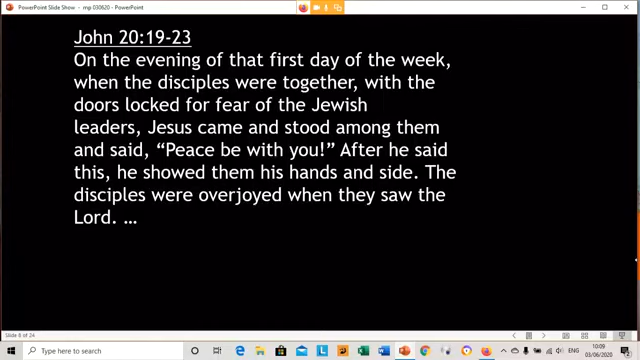 PowerPoint Slide Show - mp 030620 - PowerPoint
John 20:19-23
On the evening of that first day of the week,
when the disciples were together, with the
doors locked for fear of the Jewish
leaders, Jesus came and stood among them
and said, “Peace be with you!” After he said
this, he showed them his hands and side. The
disciples were overjoyed when they saw the
Lord. …
Slide 8 of 24
Type here to search
ENG
10:09
03/06/2020